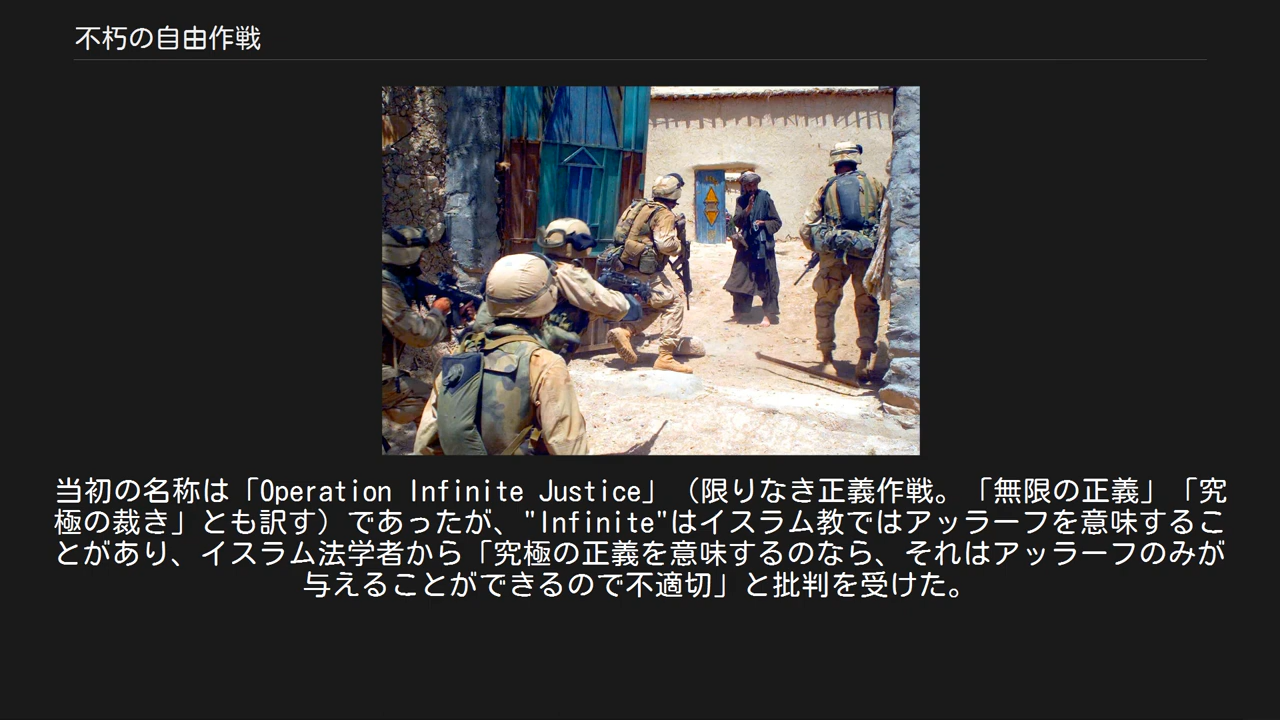 不朽の自由作戦
当初の名称は「Operation Infinite Justice」（限りなき正義作戦。「無限の正義」「究
極の裁き」とも訳す）であったが、"Infinite"はイスラム教ではアッラーフを意味するこ
とがあり、イスラム法学者から「究極の正義を意味するのなら、それはアッラーフのみが
与えることができるので不適切」と批判を受けた。